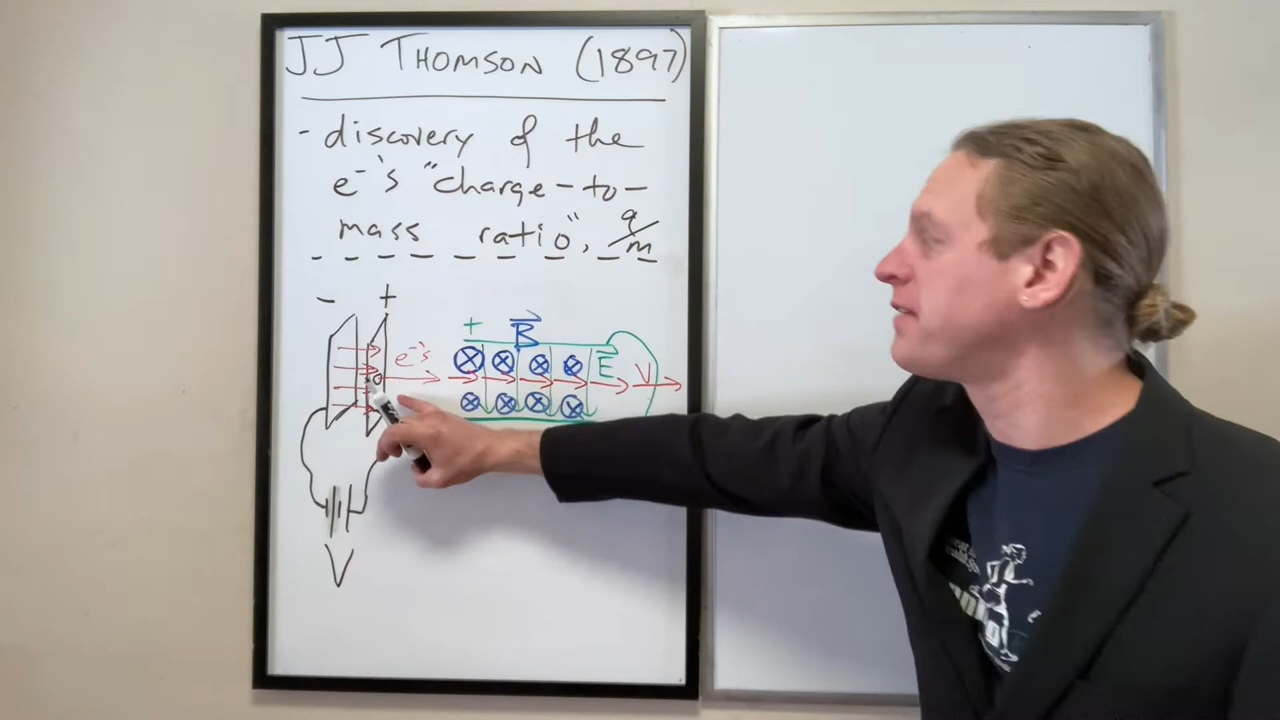 JJ THOMSON (1897)
- discovery of the
e⁻'s "charge-to-
mass ratio", q/m
- +
e⁻'s
+ B
E
V
V